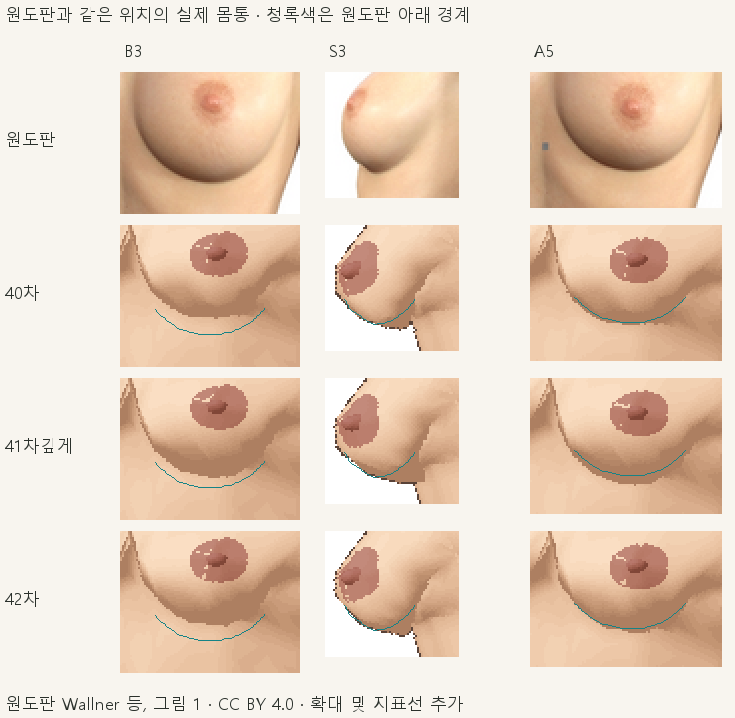 원도판과 같은 위치의 실제 몸통 · 청록색은 원도판 아래 경계
B3 S3 A5
원도판
40차
41차깊게
42차
원도판 Wallner 등, 그림 1 · CC BY 4.0 · 확대 및 지표선 추가